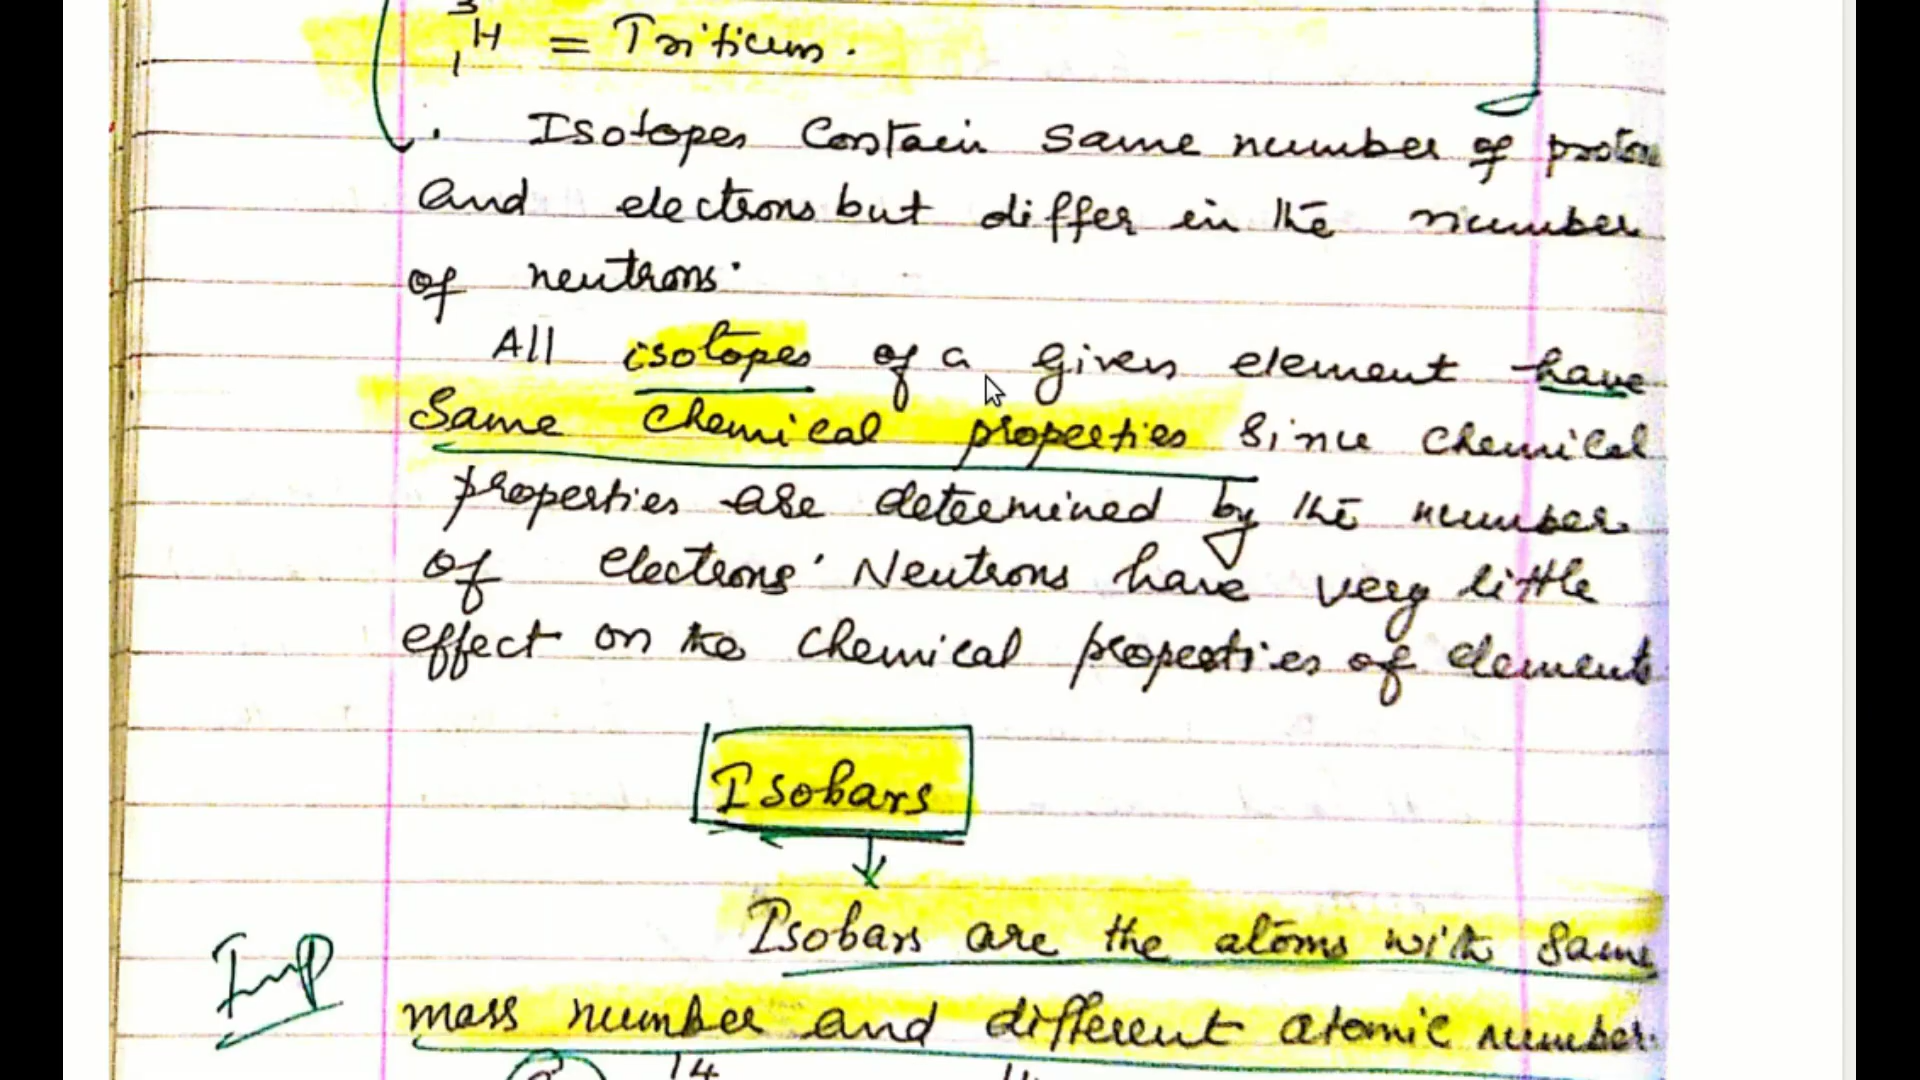 ³₁H = Triticum.
. Isotopes Contain Same number of proton
and electrons but differ in the number
of neutrons.
All isotopes of a given element have
Same chemical properties Since chemical
properties are determined by the number
of electrons. Neutrons have very little
effect on the chemical properties of elements
Isobars
Isobars are the atoms with Same
Imp
mass number and different atomic number.
14